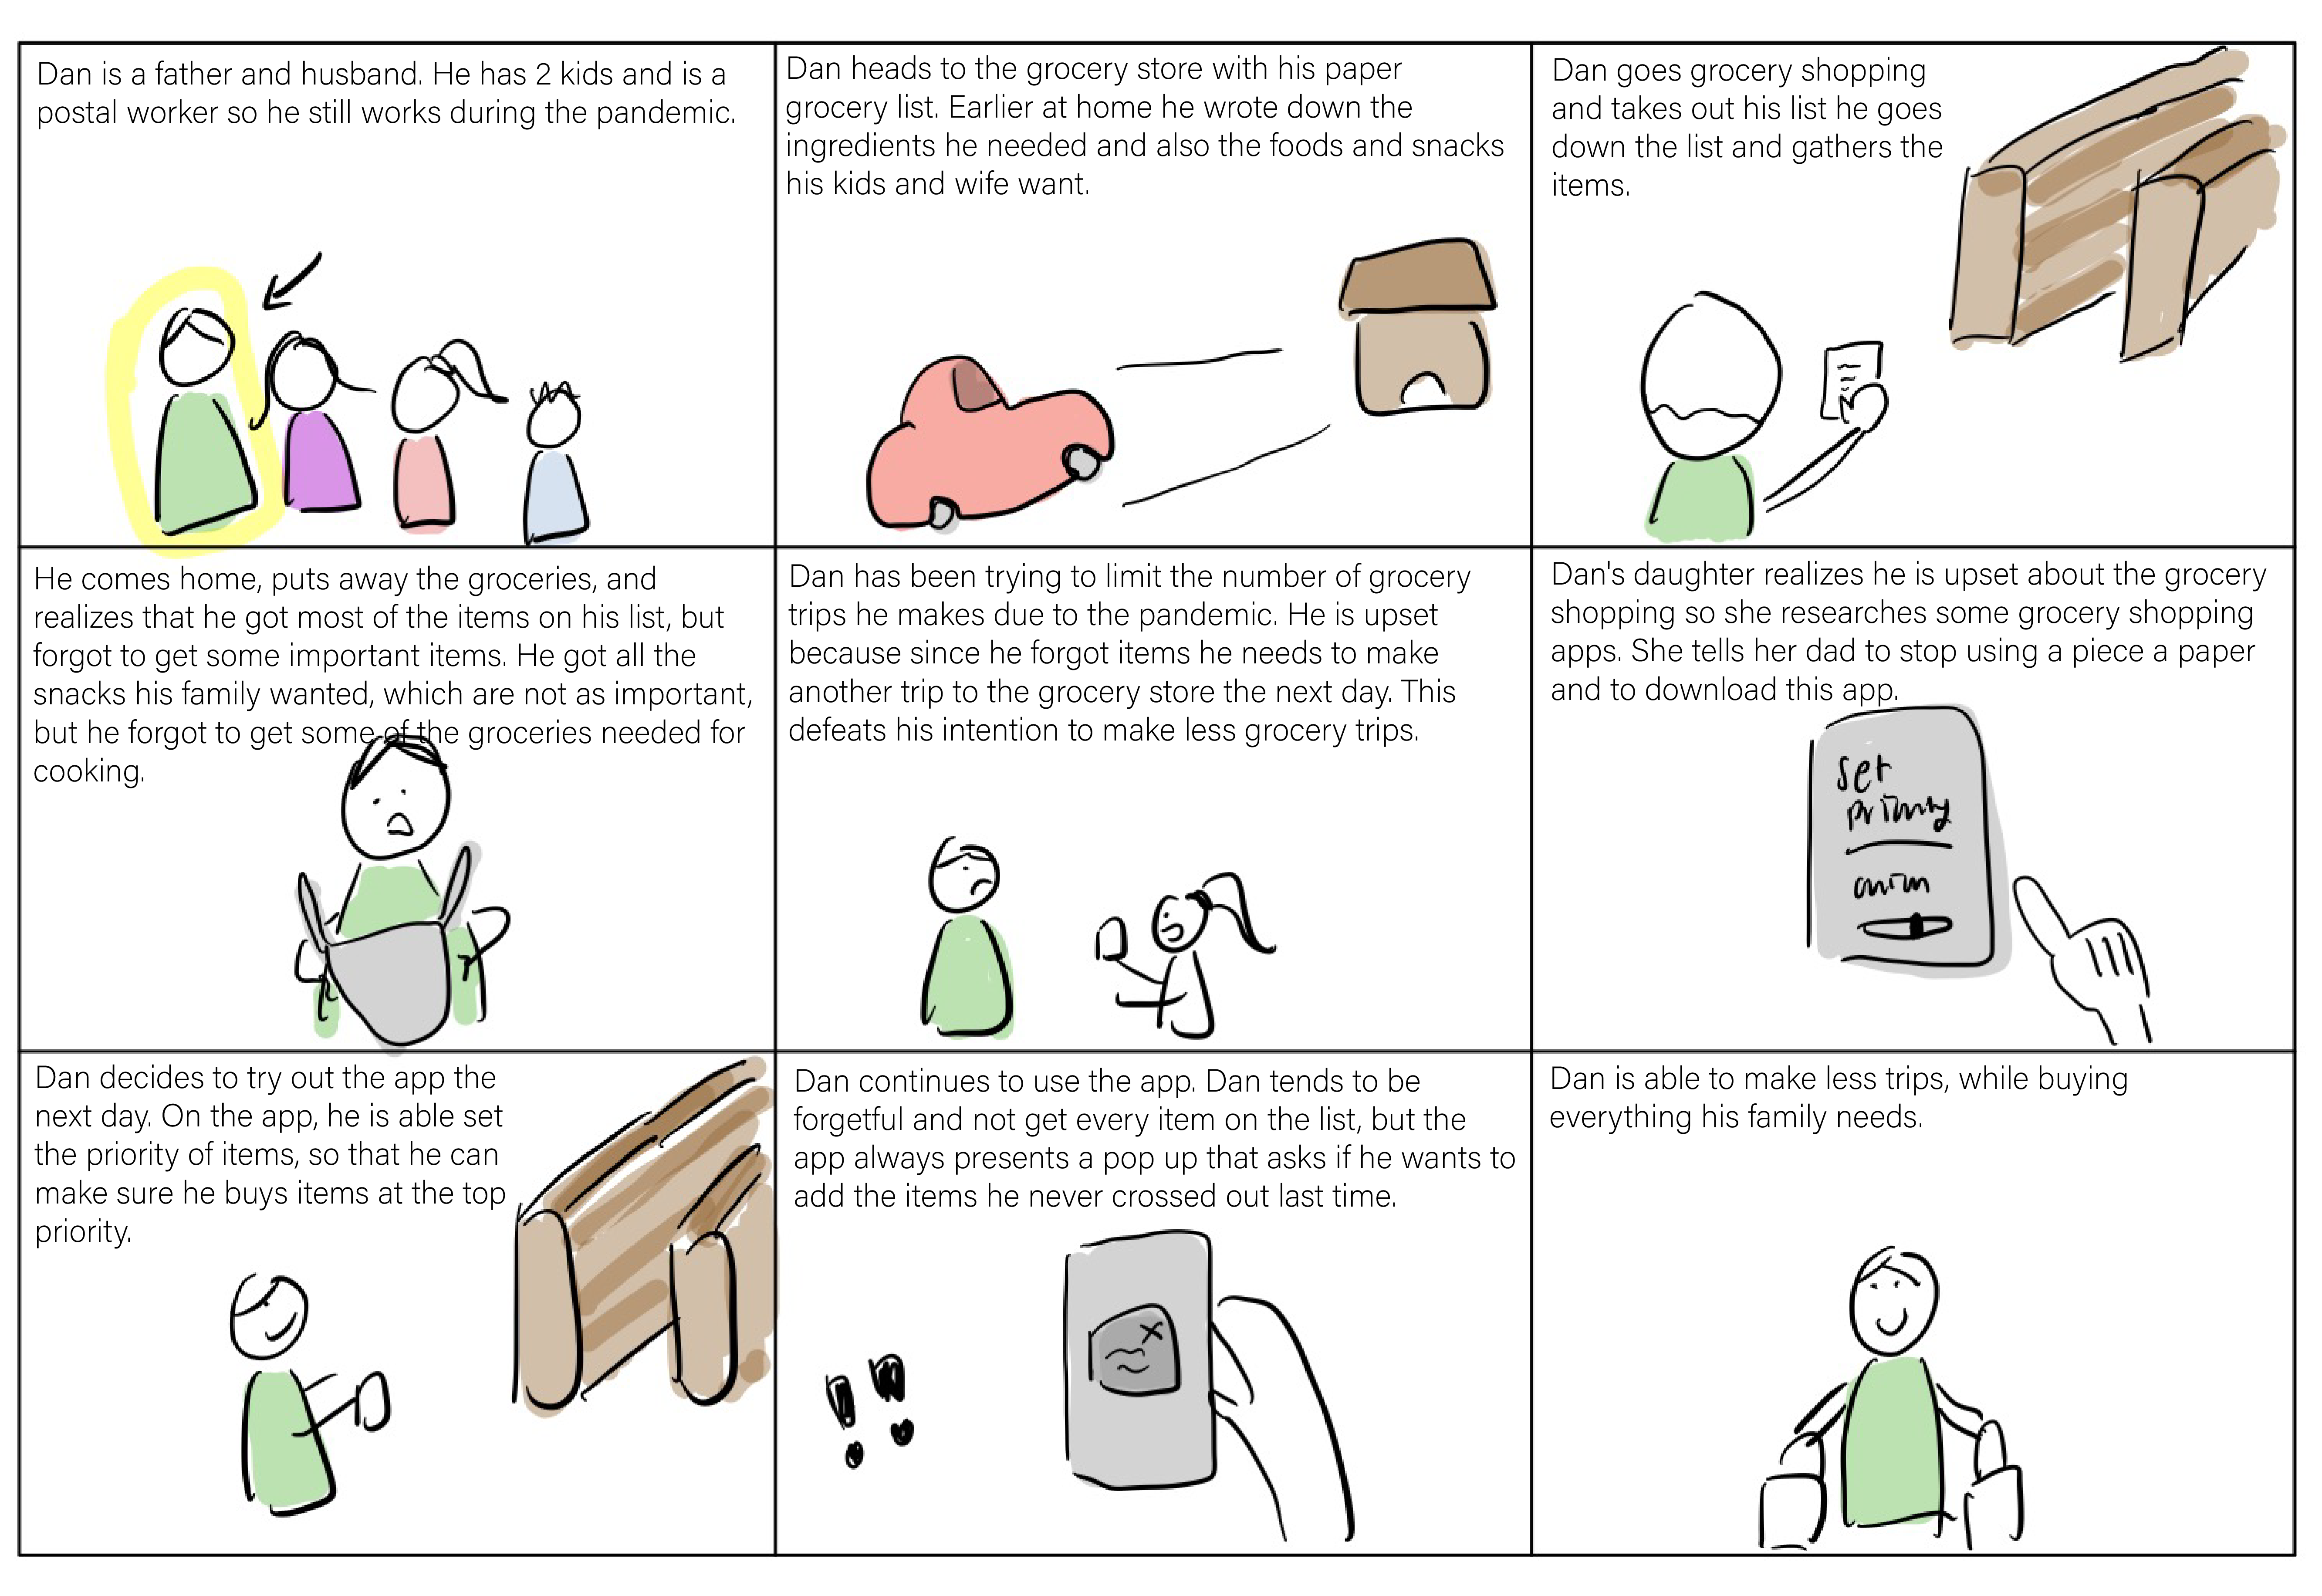 Dan is a father and husband. He has 2 kids and is a
postal worker so he still works during the pandemic.
Dan heads to the grocery store with his paper
grocery list. Earlier at home he wrote down the
ingredients he needed and also the foods and snacks
his kids and wife want.
Dan goes grocery shopping
and takes out his list he goes
down the list and gathers the
items.
He comes home, puts away the groceries, and
realizes that he got most of the items on his list, but
forgot to get some important items. He got all the
snacks his family wanted, which are not as important,
but he forgot to get some of the groceries needed for
cooking.
Dan has been trying to limit the number of grocery
trips he makes due to the pandemic. He is upset
because since he forgot items he needs to make
another trip to the grocery store the next day. This
defeats his intention to make less grocery trips.
Dan's daughter realizes he is upset about the grocery
shopping so she researches some grocery shopping
apps. She tells her dad to stop using a piece a paper
and to download this app.
Set
Dan decides to try out the app the
next day. On the app, he is able set
the priority of items, so that he can
make sure he buys items at the top
priority.
Dan continues to use the app. Dan tends to be
forgetful and not get every item on the list, but the
app always presents a pop up that asks if he wants to
add the items he never crossed out last time.
Dan is able to make less trips, while buying
everything his family needs.